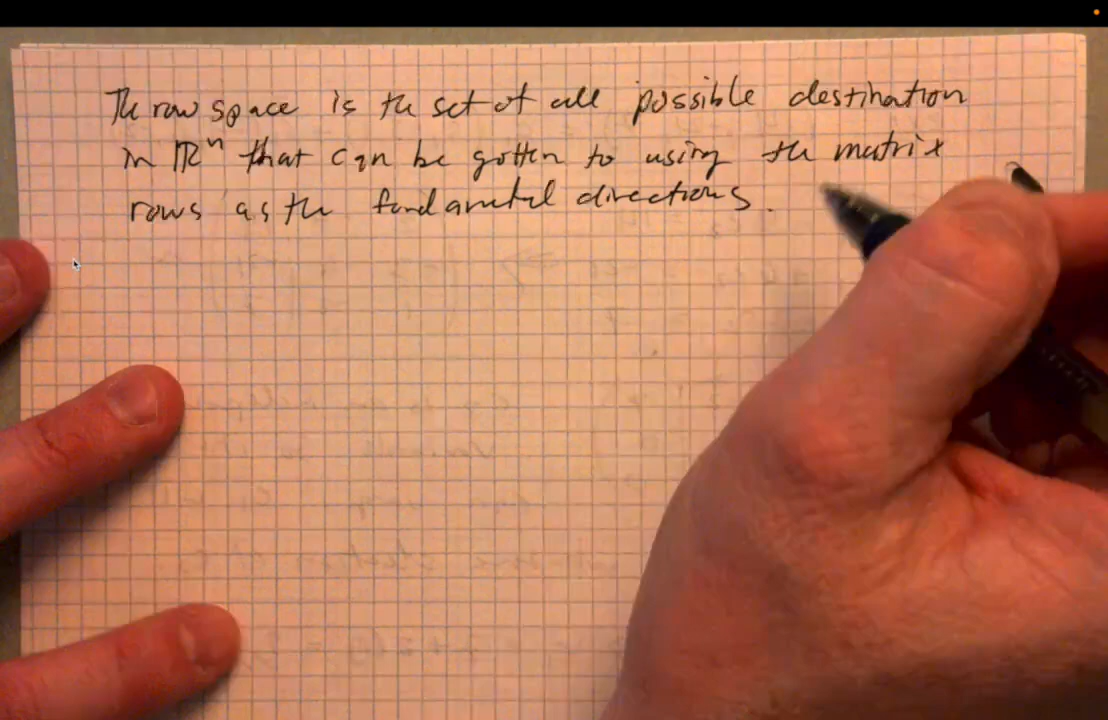 The row space is the set of all possible destination
in ℝⁿ that can be gotten to using the matrix
rows as the fundamental directions.